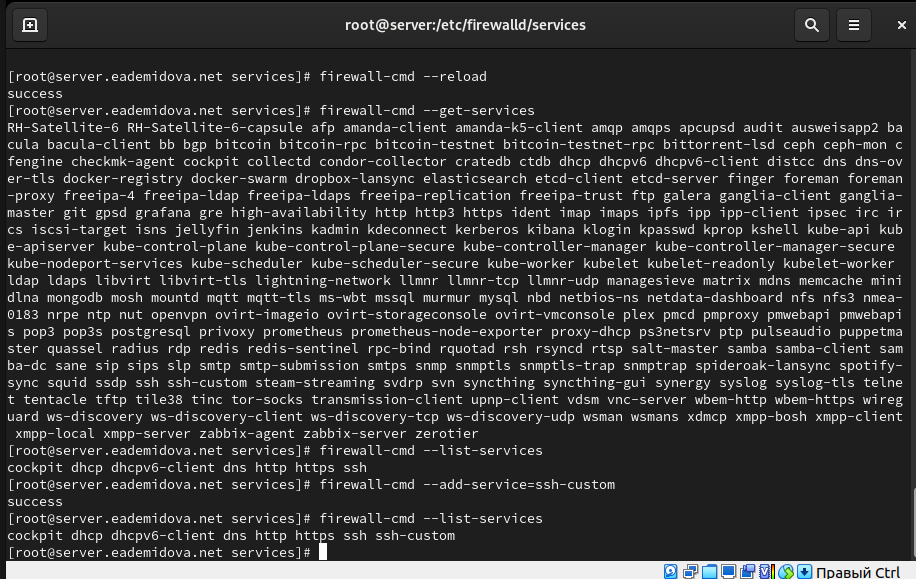 root@server:/etc/firewalld/services
[root@server.eademidova.net services]# firewall-cmd --reload
success
[root@server.eademidova.net services]# firewall-cmd --get-services
RH-Satellite-6 RH-Satellite-6-capsule afp amanda-client amanda-k5-client amqp amqps apcupsd audit ausweisapp2 ba
cula bacula-client bb bgp bitcoin bitcoin-rpc bitcoin-testnet bitcoin-testnet-rpc bittorrent-lsd ceph ceph-mon c
fengine checkmk-agent cockpit collectd condor-collector cratedb ctdb dhcp dhcpv6 dhcpv6-client distcc dns dns-ov
er-tls docker-registry docker-swarm dropbox-lansync elasticsearch etcd-client etcd-server finger foreman foreman
-proxy freeipa-4 freeipa-ldap freeipa-ldaps freeipa-replication freeipa-trust ftp galera ganglia-client ganglia-
master git gpsd grafana gre high-availability http http3 https ident imap imaps ipfs ipp ipp-client ipsec irc ir
cs iscsi-target isns jellyfin jenkins kadmin kdeconnect kerberos kibana klogin kpasswd kprop kshell kube-api kub
e-apiserver kube-control-plane kube-control-plane-secure kube-controller-manager kube-controller-manager-secure
kube-nodeport-services kube-scheduler kube-scheduler-secure kube-worker kubelet kubelet-readonly kubelet-worker
ldap ldaps libvirt libvirt-tls lightning-network llmnr llmnr-tcp llmnr-udp managesieve matrix mdns memcache mini
dlna mongodb mosh mountd mqtt mqtt-tls ms-wbt mssql murmur mysql nbd netbios-ns netdata-dashboard nfs nfs3 nmea-
0183 nrpe ntp nut openvpn ovirt-imageio ovirt-storageconsole ovirt-vmconsole plex pmcd pmproxy pmwebapi pmwebapi
s pop3 pop3s postgresql privoxy prometheus prometheus-node-exporter proxy-dhcp ps3netsrv ptp pulseaudio puppetma
ster quassel radius rdp redis redis-sentinel rpc-bind rquotad rsh rsyncd rtsp salt-master samba samba-client sam
ba-dc sane sip sips slp smtp smtp-submission smtps snmp snmptls snmptls-trap snmptrap spideroak-lansync spotify-
sync squid ssdp ssh ssh-custom steam-streaming svdrp svn syncthing syncthing-gui synergy syslog syslog-tls telne
t tentacle tftp tile38 tinc tor-socks transmission-client upnp-client vdsm vnc-server wbem-http wbem-https wireg
uard ws-discovery ws-discovery-client ws-discovery-tcp ws-discovery-udp wsman wsmans xdmcp xmpp-bosh xmpp-client
xmpp-local xmpp-server zabbix-agent zabbix-server zerotier
[root@server.eademidova.net services]# firewall-cmd --list-services
cockpit dhcp dhcpv6-client dns http https ssh
[root@server.eademidova.net services]# firewall-cmd --add-service=ssh-custom
success
[root@server.eademidova.net services]# firewall-cmd --list-services
cockpit dhcp dhcpv6-client dns http https ssh ssh-custom
[root@server.eademidova.net services]#
Правый Ctrl